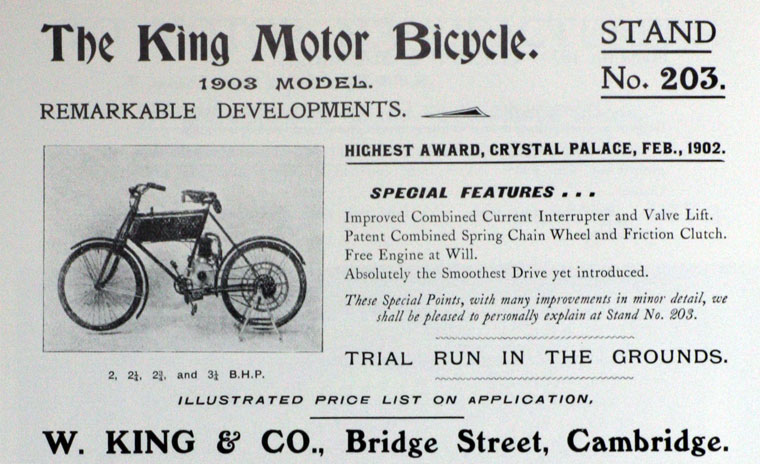 The King Motor Bicycle.
1903 MODEL.
REMARKABLE DEVELOPMENTS.
STAND
No. 203.
HIGHEST AWARD, CRYSTAL PALACE, FEB., 1902.
SPECIAL FEATURES . . .
Improved Combined Current Interrupter and Valve Lift.
Patent Combined Spring Chain Wheel and Friction Clutch.
Free Engine at Will.
Absolutely the Smoothest Drive yet introduced.
These Special Points, with many improvements in minor detail, we
shall be pleased to personally explain at Stand No. 203.
TRIAL RUN IN THE GROUNDS.
2, 2¼, 2¾, and 3¼ B.H.P.
ILLUSTRATED PRICE LIST ON APPLICATION,
W. KING & CO., Bridge Street, Cambridge.